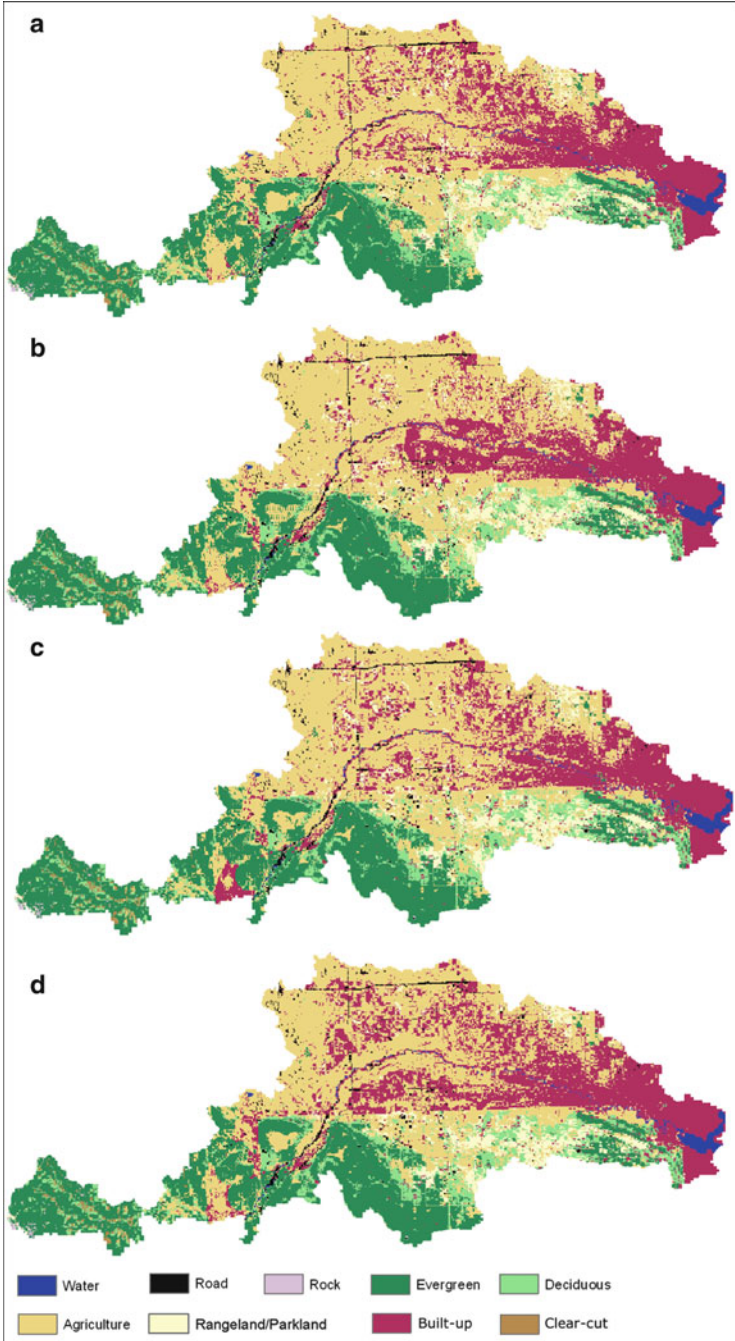 a
b
c
d
Water Road Rock Evergreen Deciduous
Agriculture Rangeland/Parkland Built-up Clear-cut